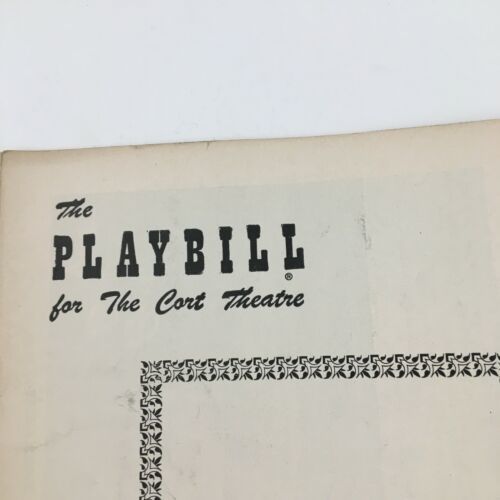 The
PLAYBILL®
for The Cort Theatre